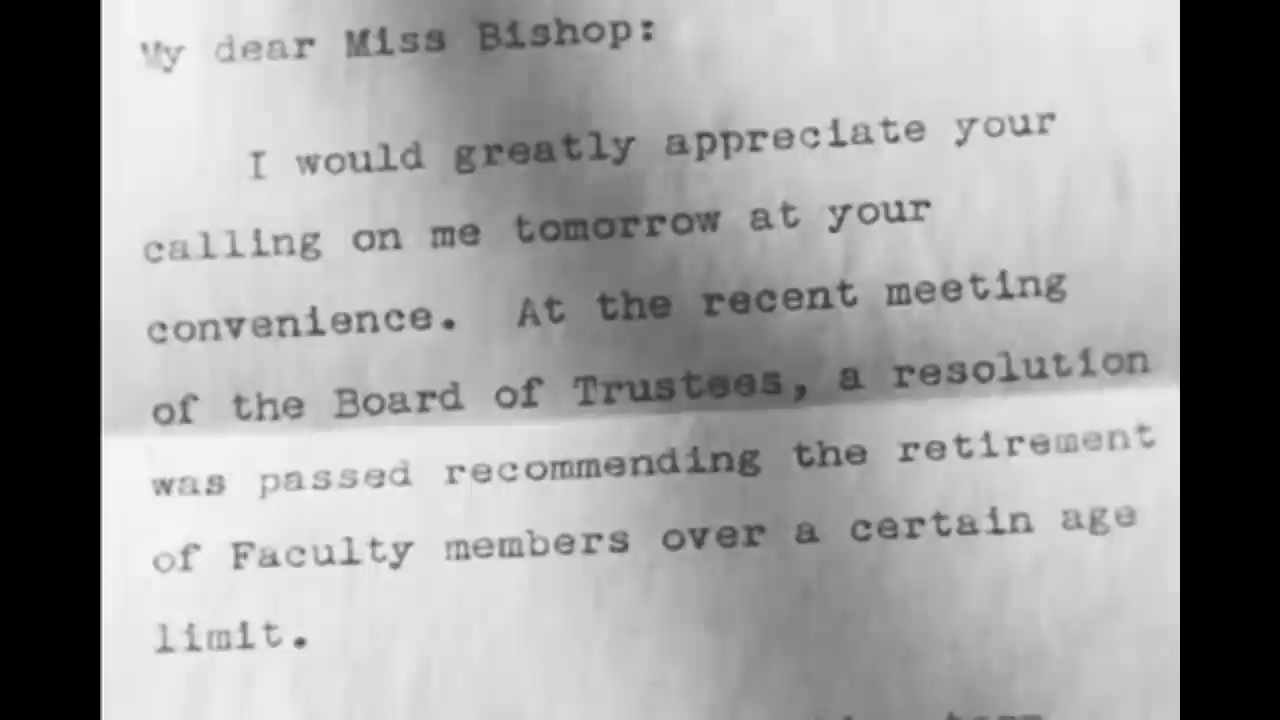 My dear Miss Bishop:
I would greatly appreciate your
calling on me tomorrow at your
convenience. At the recent meeting
of the Board of Trustees, a resolution
was passed recommending the retirement
of Faculty members over a certain age
limit.